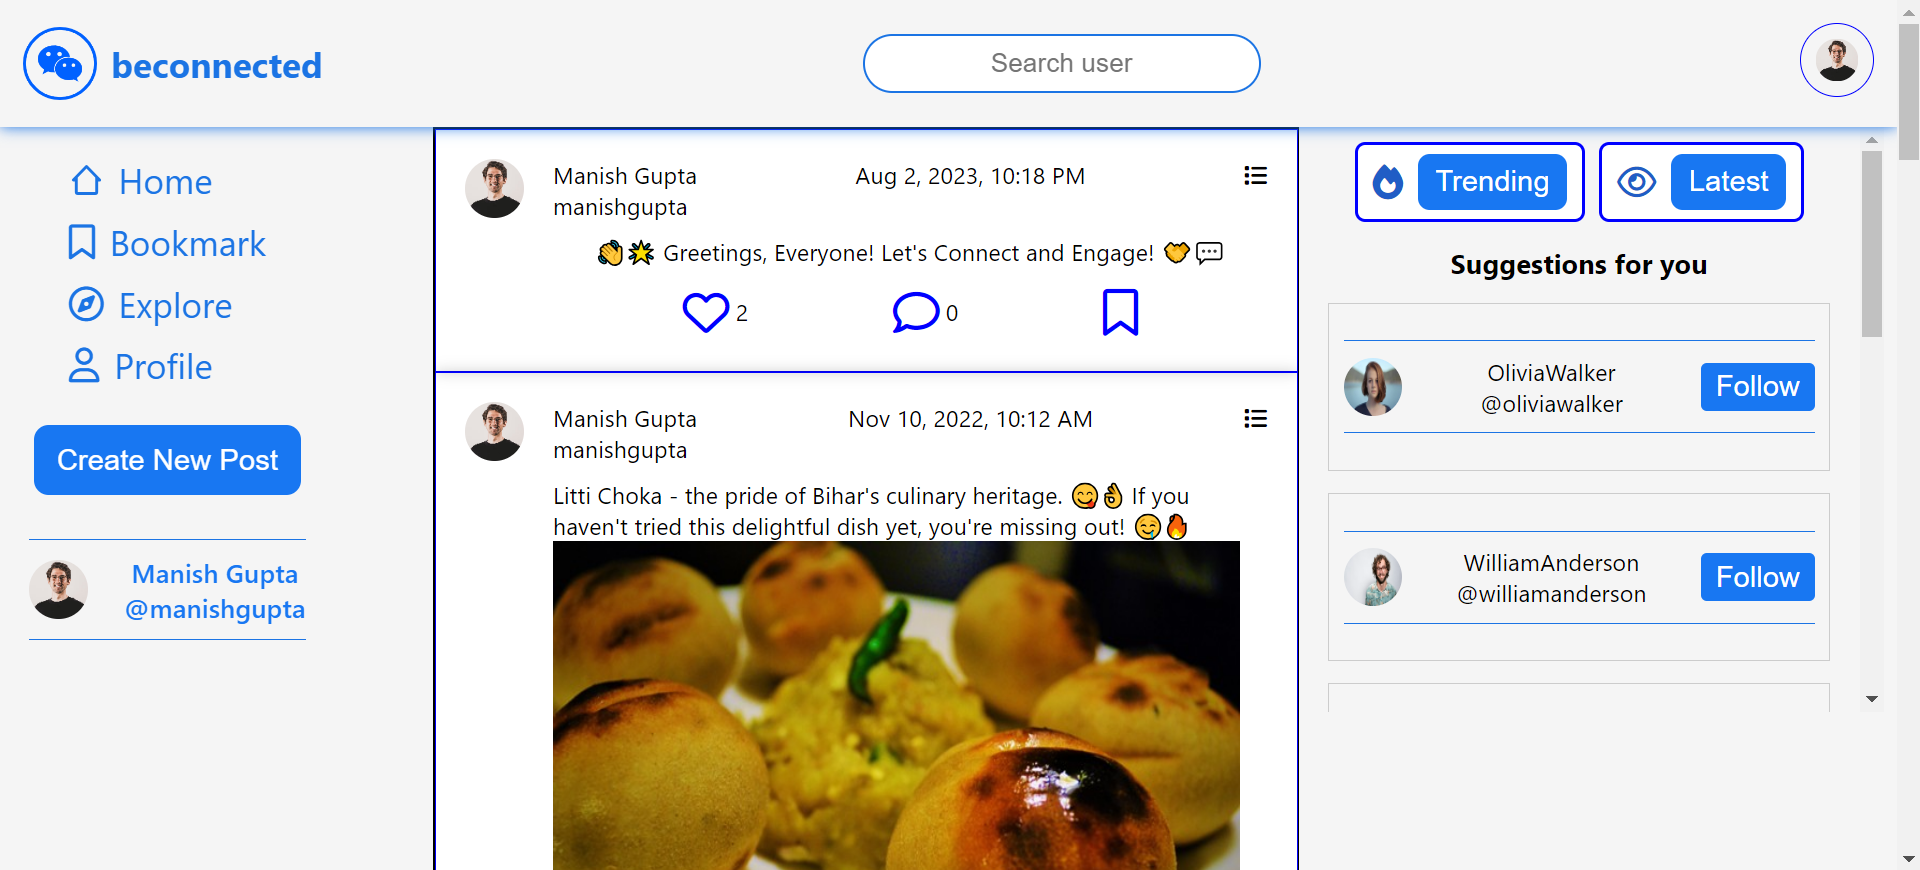 beconnected
Search user
Home
Bookmark
Explore
Profile
Create New Post
Manish Gupta
@manishgupta
Manish Gupta
Aug 2, 2023, 10:18 PM
manishgupta
👏🌟 Greetings, Everyone! Let's Connect and Engage! 🤝💬
2
0
Manish Gupta
Nov 10, 2022, 10:12 AM
manishgupta
Litti Choka - the pride of Bihar's culinary heritage. 😋👌 If you
haven't tried this delightful dish yet, you're missing out! 🤤🔥
Trending
Latest
Suggestions for you
OliviaWalker
@oliviawalker
Follow
WilliamAnderson
@williamanderson
Follow